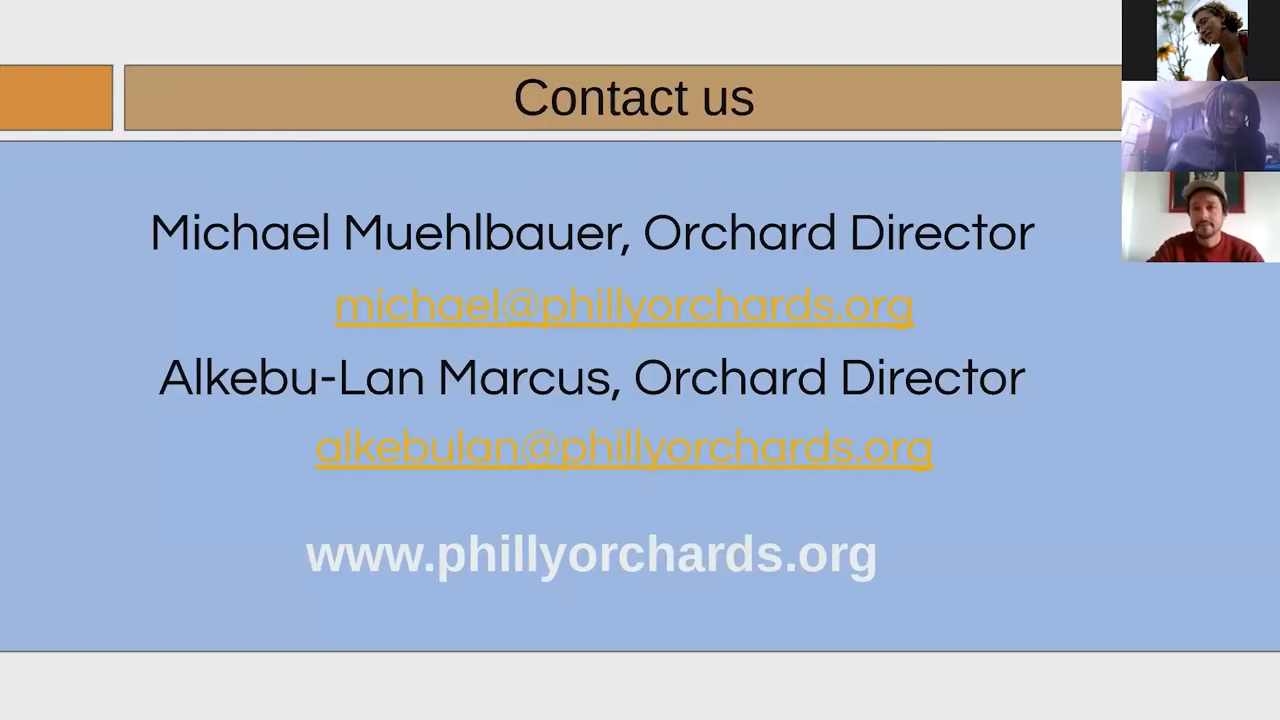 Contact us
Michael Muehlbauer, Orchard Director
michael@phillyorchards.org
Alkebu-Lan Marcus, Orchard Director
alkebulan@phillyorchards.org
www.phillyorchards.org